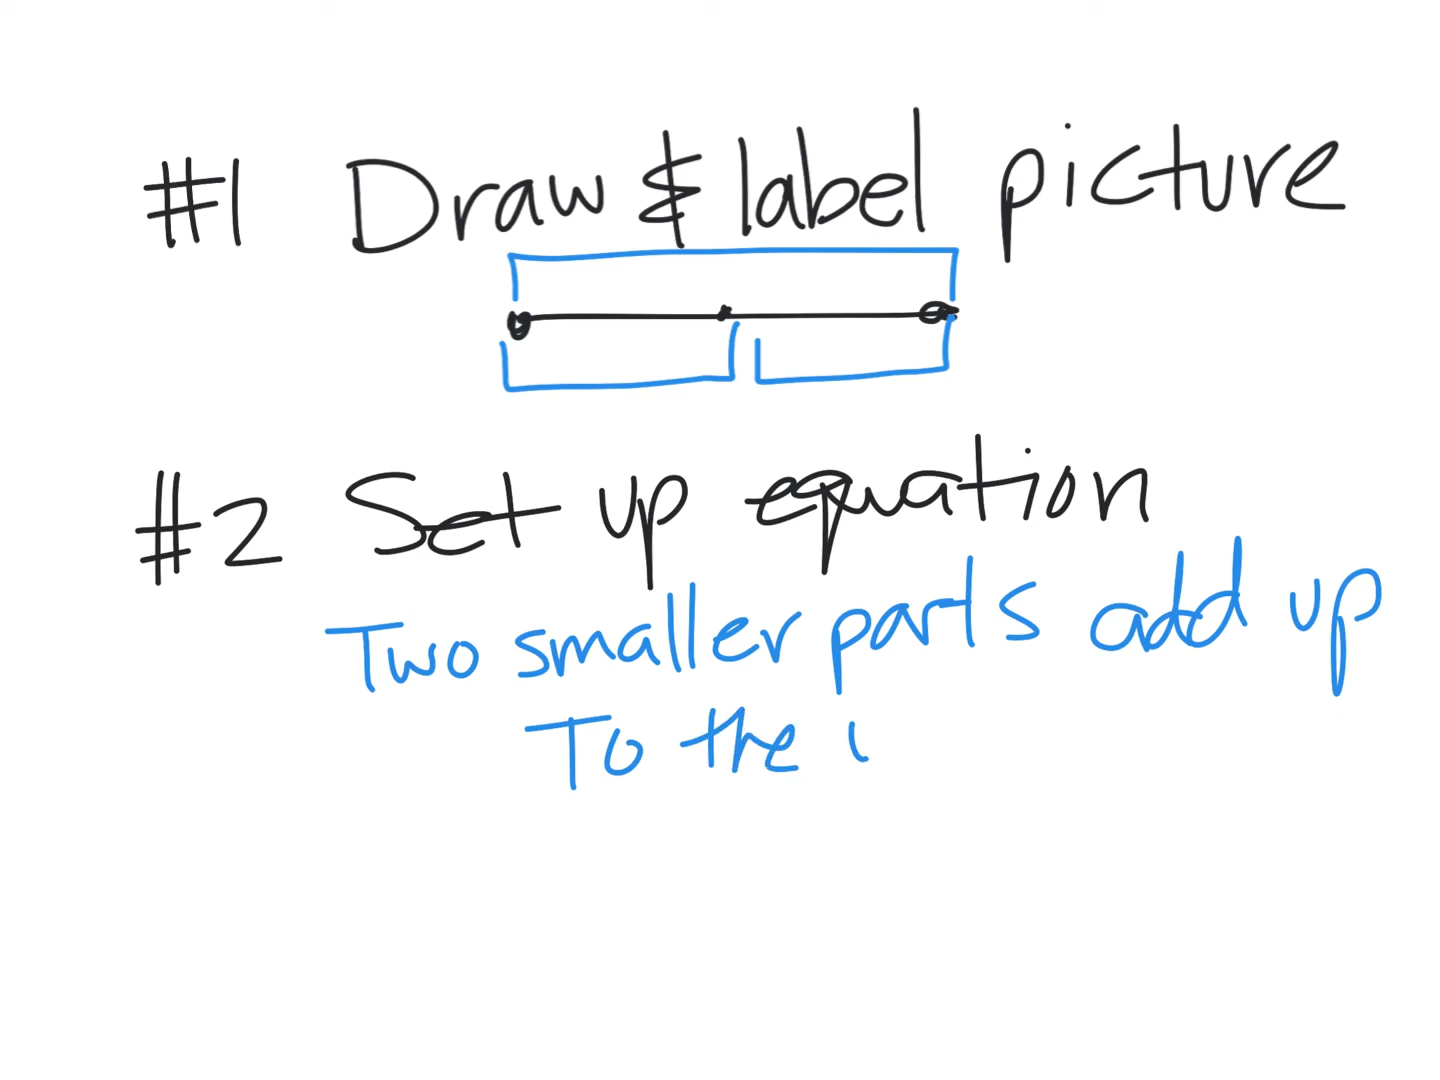 #1 Draw & label picture
#2 Set up equation
Two smaller parts add up
To the